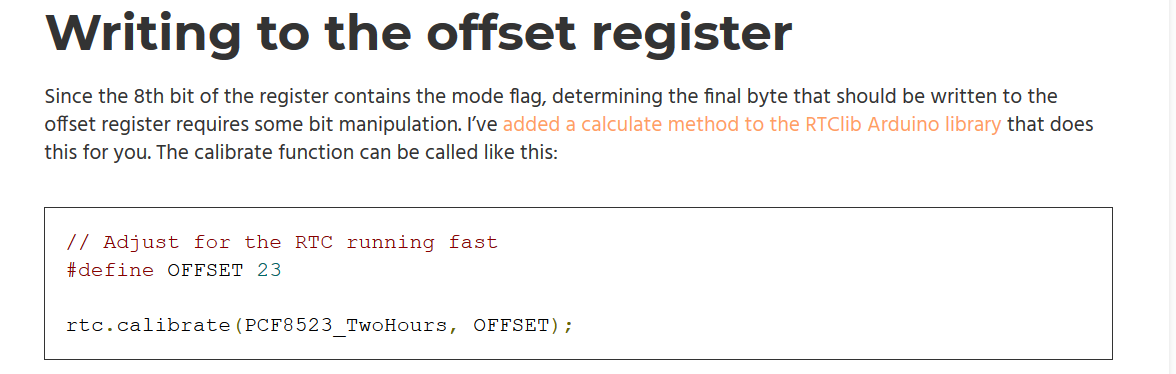 Writing to the offset register
Since the 8th bit of the register contains the mode flag, determining the final byte that should be written to the
offset register requires some bit manipulation. I’ve added a calculate method to the RTClib Arduino library that does
this for you. The calibrate function can be called like this:
// Adjust for the RTC running fast
#define OFFSET 23
rtc.calibrate(PCF8523_TwoHours, OFFSET);